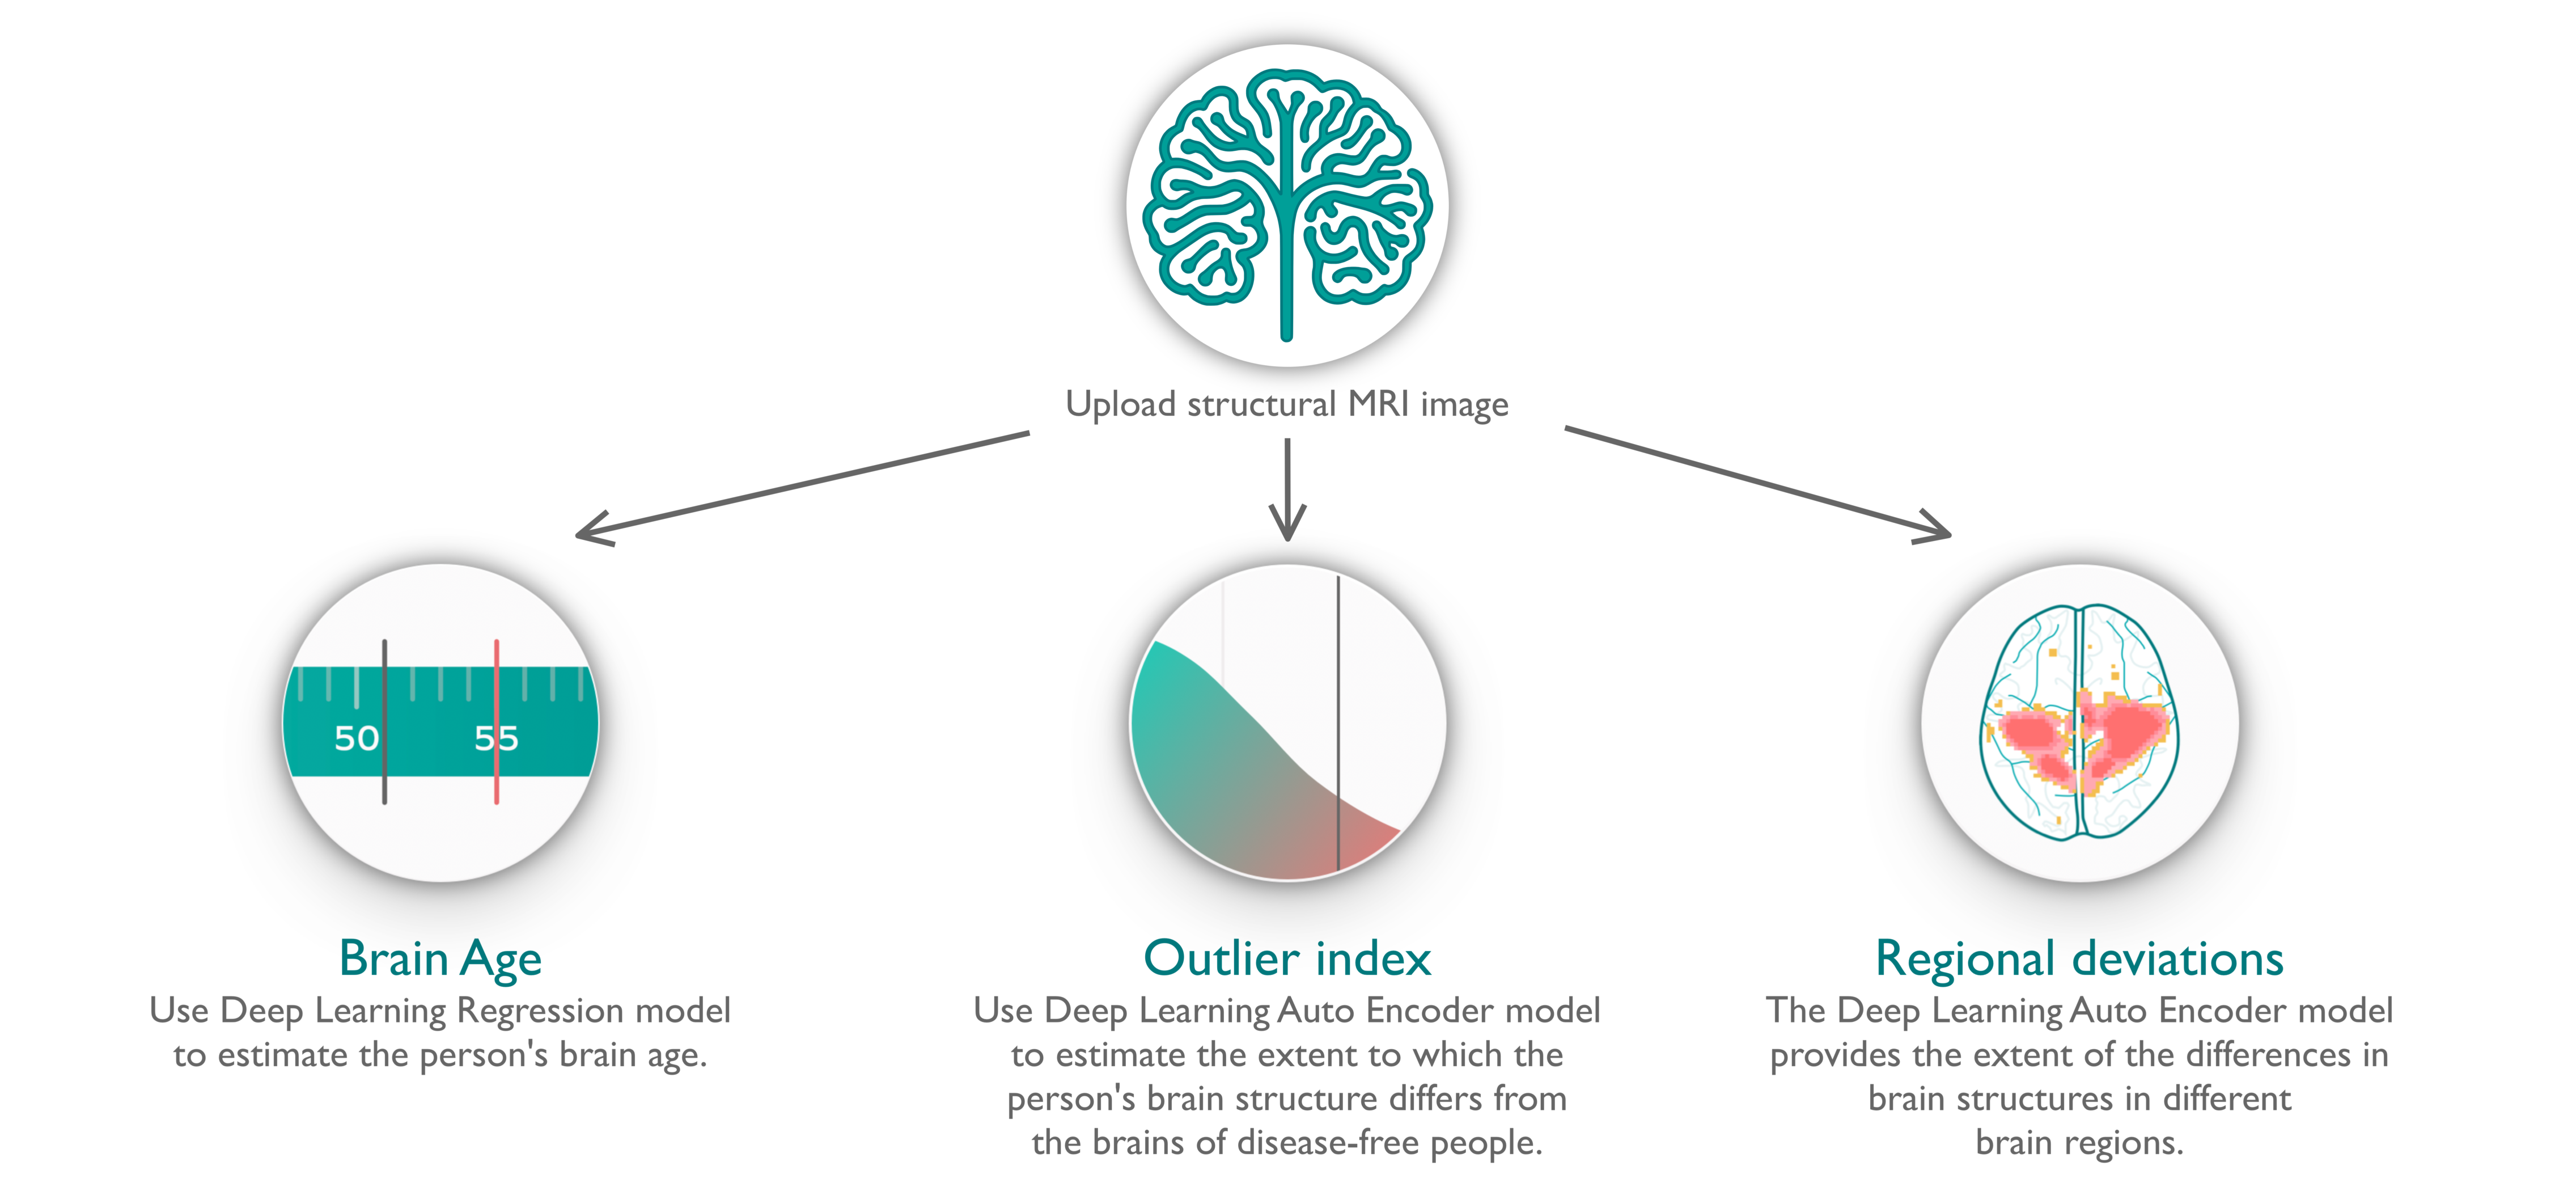 Upload structural MRI image
50
55
Brain Age
Use Deep Learning Regression model
to estimate the person's brain age.
Outlier index
Use Deep Learning Auto Encoder model
to estimate the extent to which the
person's brain structure differs from
the brains of disease-free people.
Regional deviations
The Deep Learning Auto Encoder model
provides the extent of the differences in
brain structures in different
brain regions.